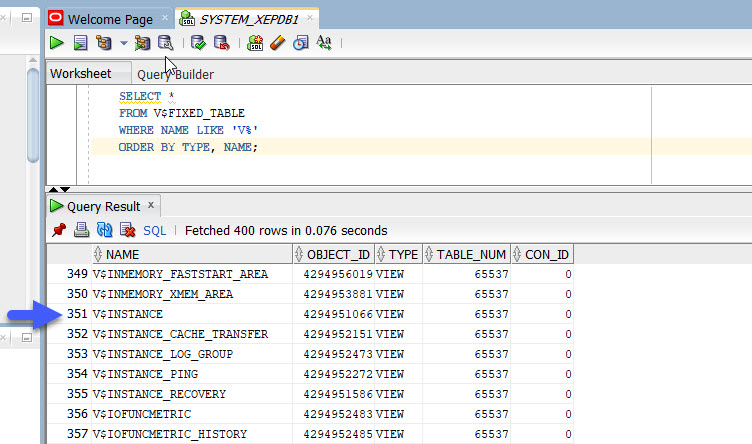 Welcome Page SYSTEM_XEPDB1
Worksheet Query Builder
SELECT *
FROM V$FIXED_TABLE
WHERE NAME LIKE 'V%'
ORDER BY TYPE, NAME;
Query Result x
SQL | Fetched 400 rows in 0.076 seconds
NAME OBJECT_ID TYPE TABLE_NUM CON_ID
349 V$INMEMORY_FASTSTART_AREA 4294956019 VIEW 65537 0
350 V$INMEMORY_XMEM_AREA 4294953881 VIEW 65537 0
351 V$INSTANCE 4294951066 VIEW 65537 0
352 V$INSTANCE_CACHE_TRANSFER 4294952151 VIEW 65537 0
353 V$INSTANCE_LOG_GROUP 4294952473 VIEW 65537 0
354 V$INSTANCE_PING 4294952272 VIEW 65537 0
355 V$INSTANCE_RECOVERY 4294951586 VIEW 65537 0
356 V$IOFUNCMETRIC 4294952483 VIEW 65537 0
357 V$IOFUNCMETRIC_HISTORY 4294952485 VIEW 65537 0